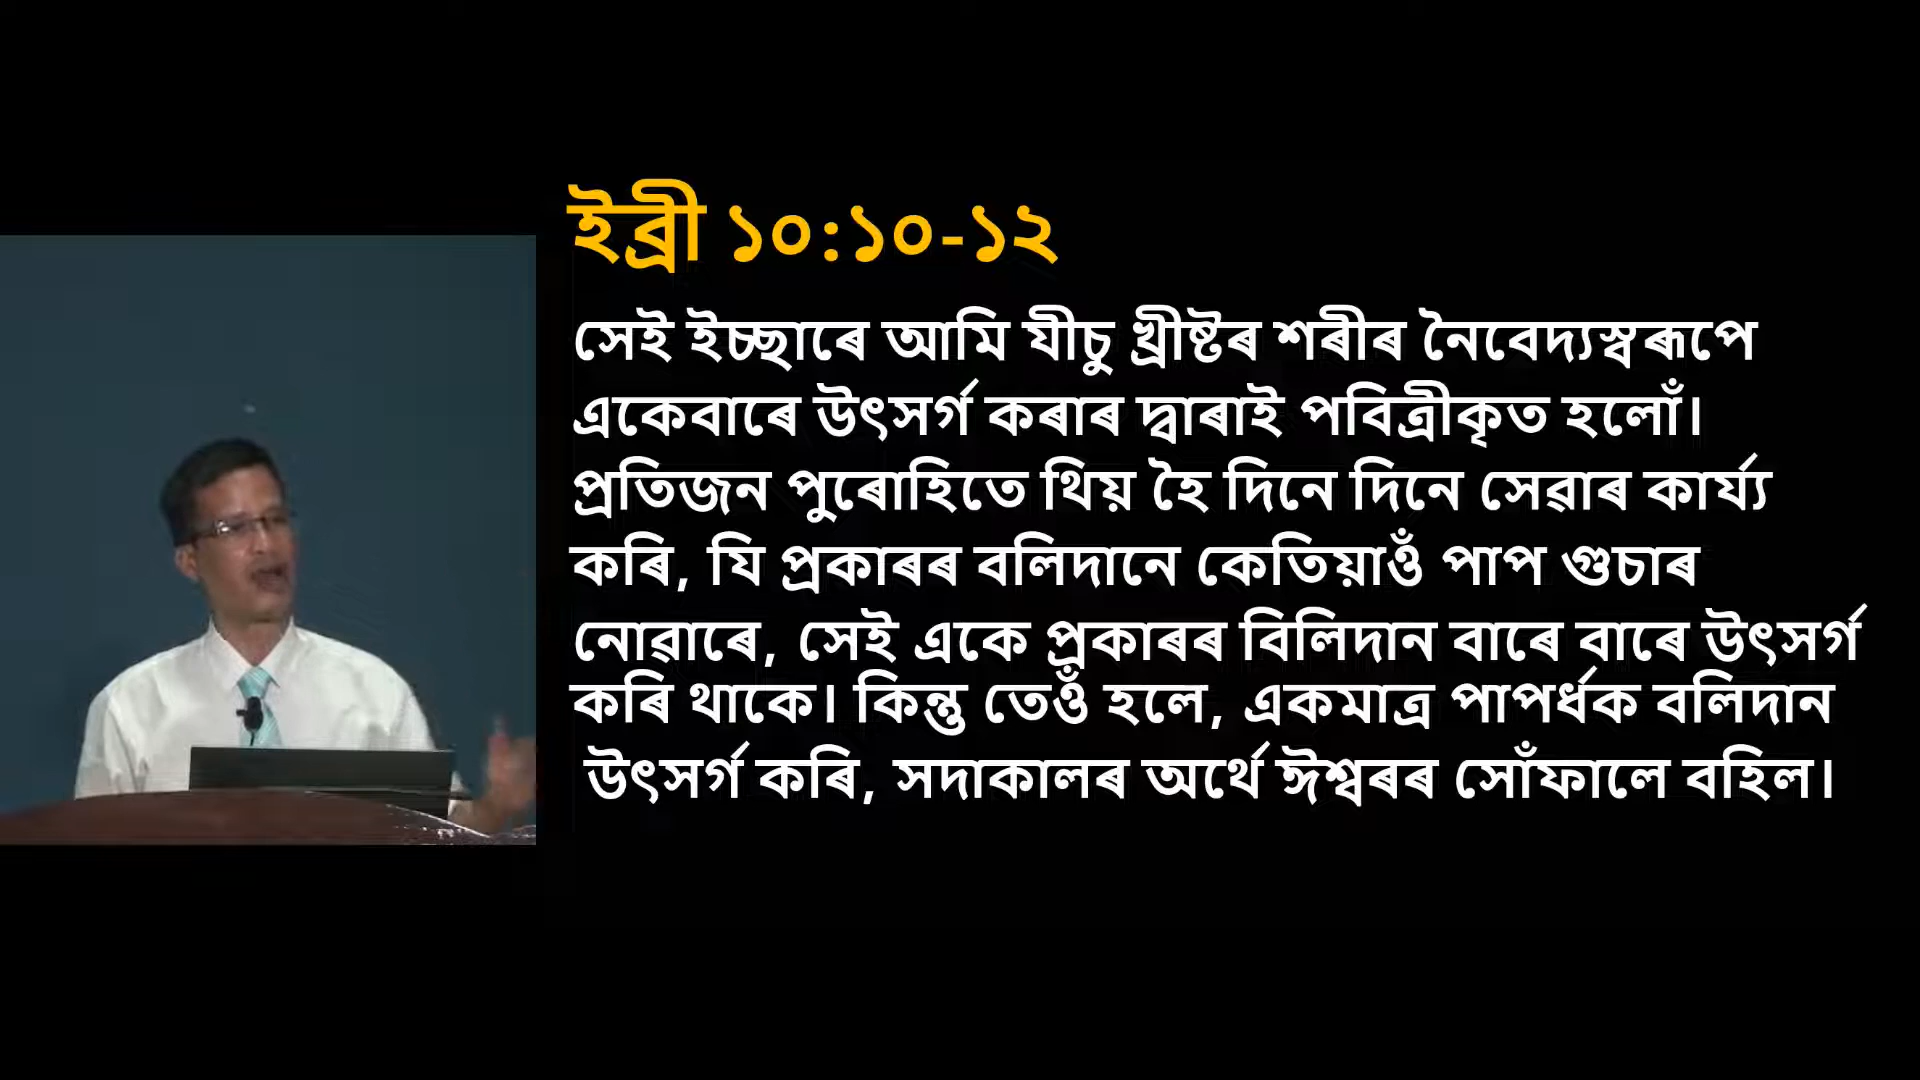 ইব্ৰী ১০:১০-১২
সেই ইচ্ছাৰে আমি যীচু খ্ৰীষ্টৰ শৰীৰ নৈবেদ্যস্বৰূপে
একেবাৰে উৎসৰ্গ কৰাৰ দ্বাৰাই পবিত্ৰীকৃত হলোঁ।
প্ৰতিজন পুৰোহিতে থিয় হৈ দিনে দিনে সেৱাৰ কাৰ্য্য
কৰি, যি প্ৰকাৰৰ বলিদানে কেতিয়াওঁ পাপ গুচাৰ
নোৱাৰে, সেই একে প্ৰকাৰৰ বিলিদান বাৰে বাৰে উৎসৰ্গ
কৰি থাকে। কিন্তু তেওঁ হলে, একমাত্ৰ পাপৰ্ধক বলিদান
উৎসৰ্গ কৰি, সদাকালৰ অৰ্থে ঈশ্বৰৰ সোঁফালে বহিল।